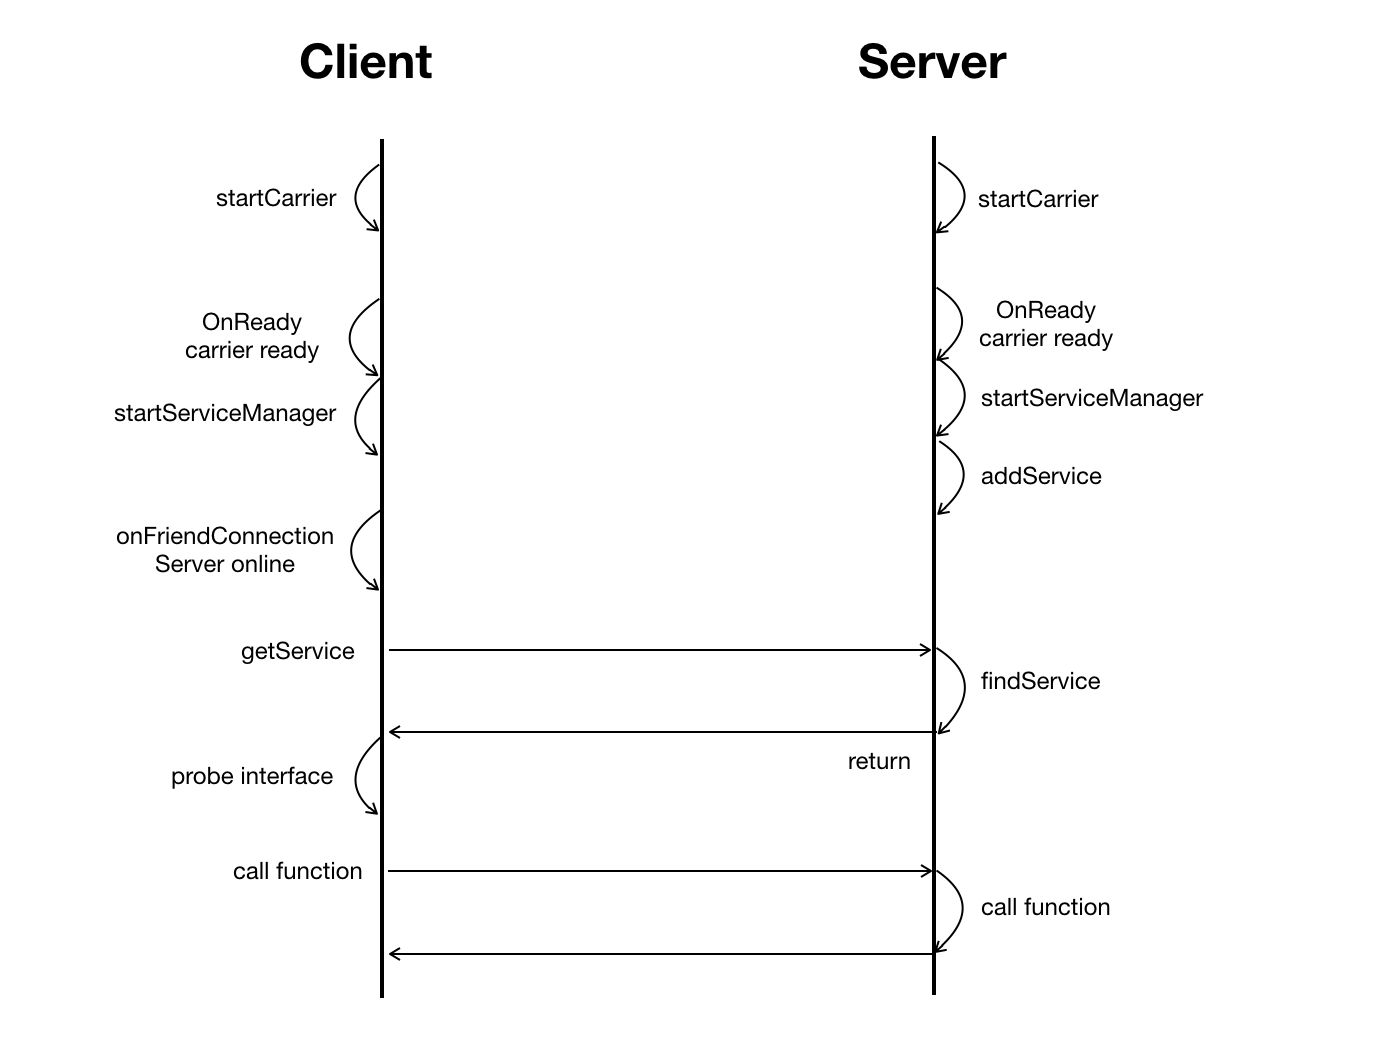 Client
Server
startCarrier
startCarrier
OnReady
carrier ready
OnReady
carrier ready
startServiceManager
startServiceManager
addService
onFriendConnection
Server online
getService
findService
return
probe interface
call function
call function